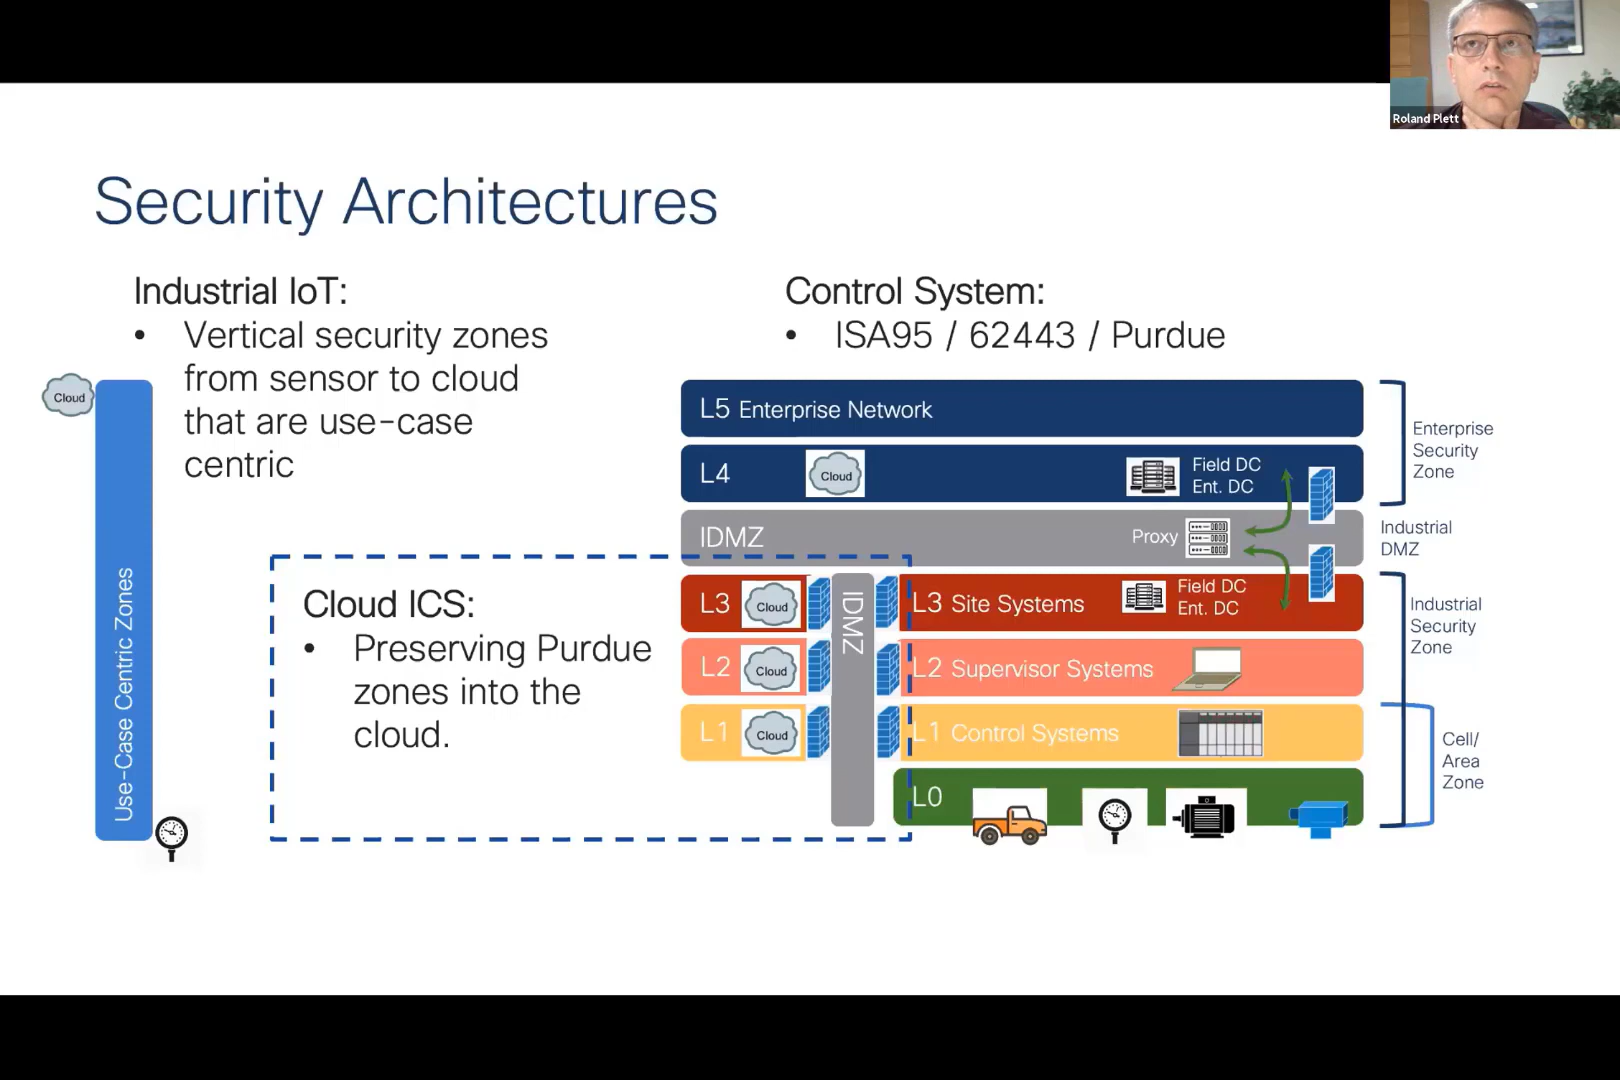 Roland Plett
Security Architectures
Industrial IoT:
• Vertical security zones
from sensor to cloud
that are use-case
centric
Cloud
Use-Case Centric Zones
Control System:
• ISA95 / 62443 / Purdue
L5 Enterprise Network
L4 Cloud Field DC
Ent. DC
IDMZ Proxy
Cloud ICS:
• Preserving Purdue
zones into the
cloud.
L3 Cloud
L2 Cloud
L1 Cloud
IDMZ
L3 Site Systems Field DC
Ent. DC
L2 Supervisor Systems
L1 Control Systems
L0
Enterprise
Security
Zone
Industrial
DMZ
Industrial
Security
Zone
Cell/
Area
Zone